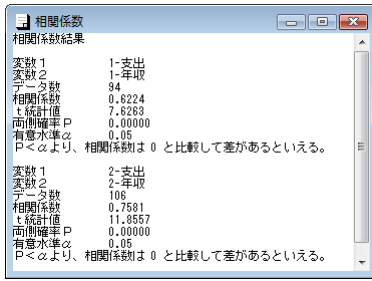 相関係数
相関係数結果
変数１ 1-支出
変数２ 1-年収
データ数 94
相関係数 0.6224
ｔ統計値 7.6263
両側確率Ｐ 0.00000
有意水準α 0.05
Ｐ＜αより、相関係数は 0 と比較して差があるといえる。
変数１ 2-支出
変数２ 2-年収
データ数 106
相関係数 0.7581
ｔ統計値 11.8557
両側確率Ｐ 0.00000
有意水準α 0.05
Ｐ＜αより、相関係数は 0 と比較して差があるといえる。